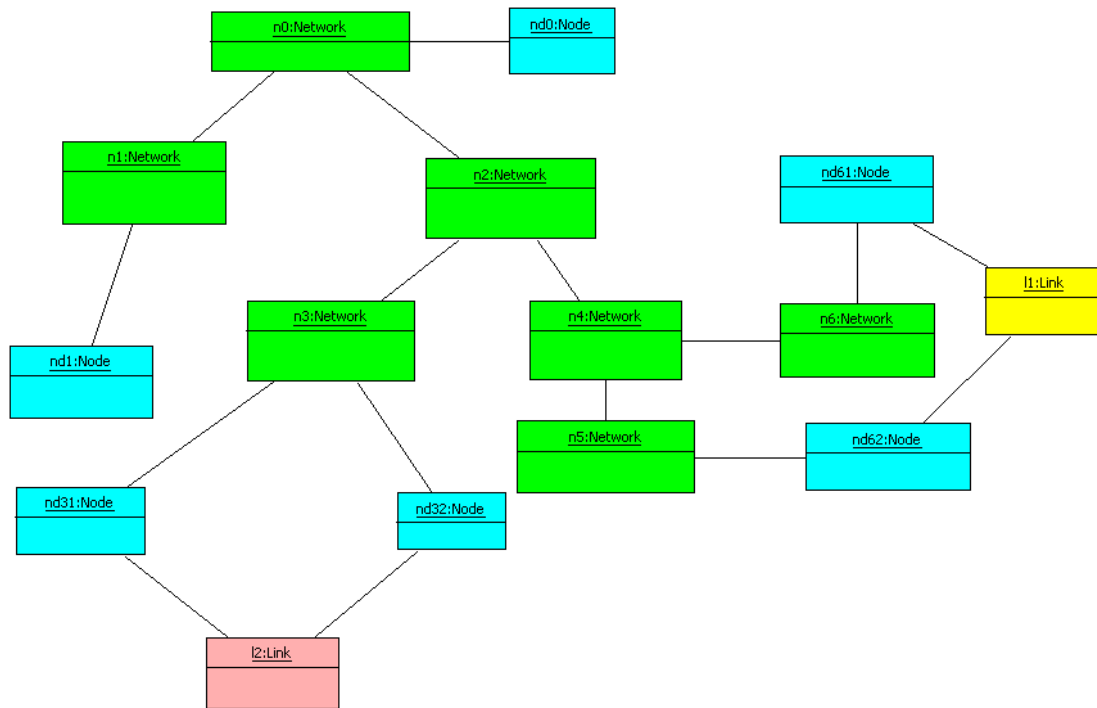 n0:Network
nd0:Node
n1:Network
n2:Network
nd61:Node
l1:Link
n3:Network
n4:Network
n6:Network
nd1:Node
n5:Network
nd62:Node
nd31:Node
nd32:Node
l2:Link